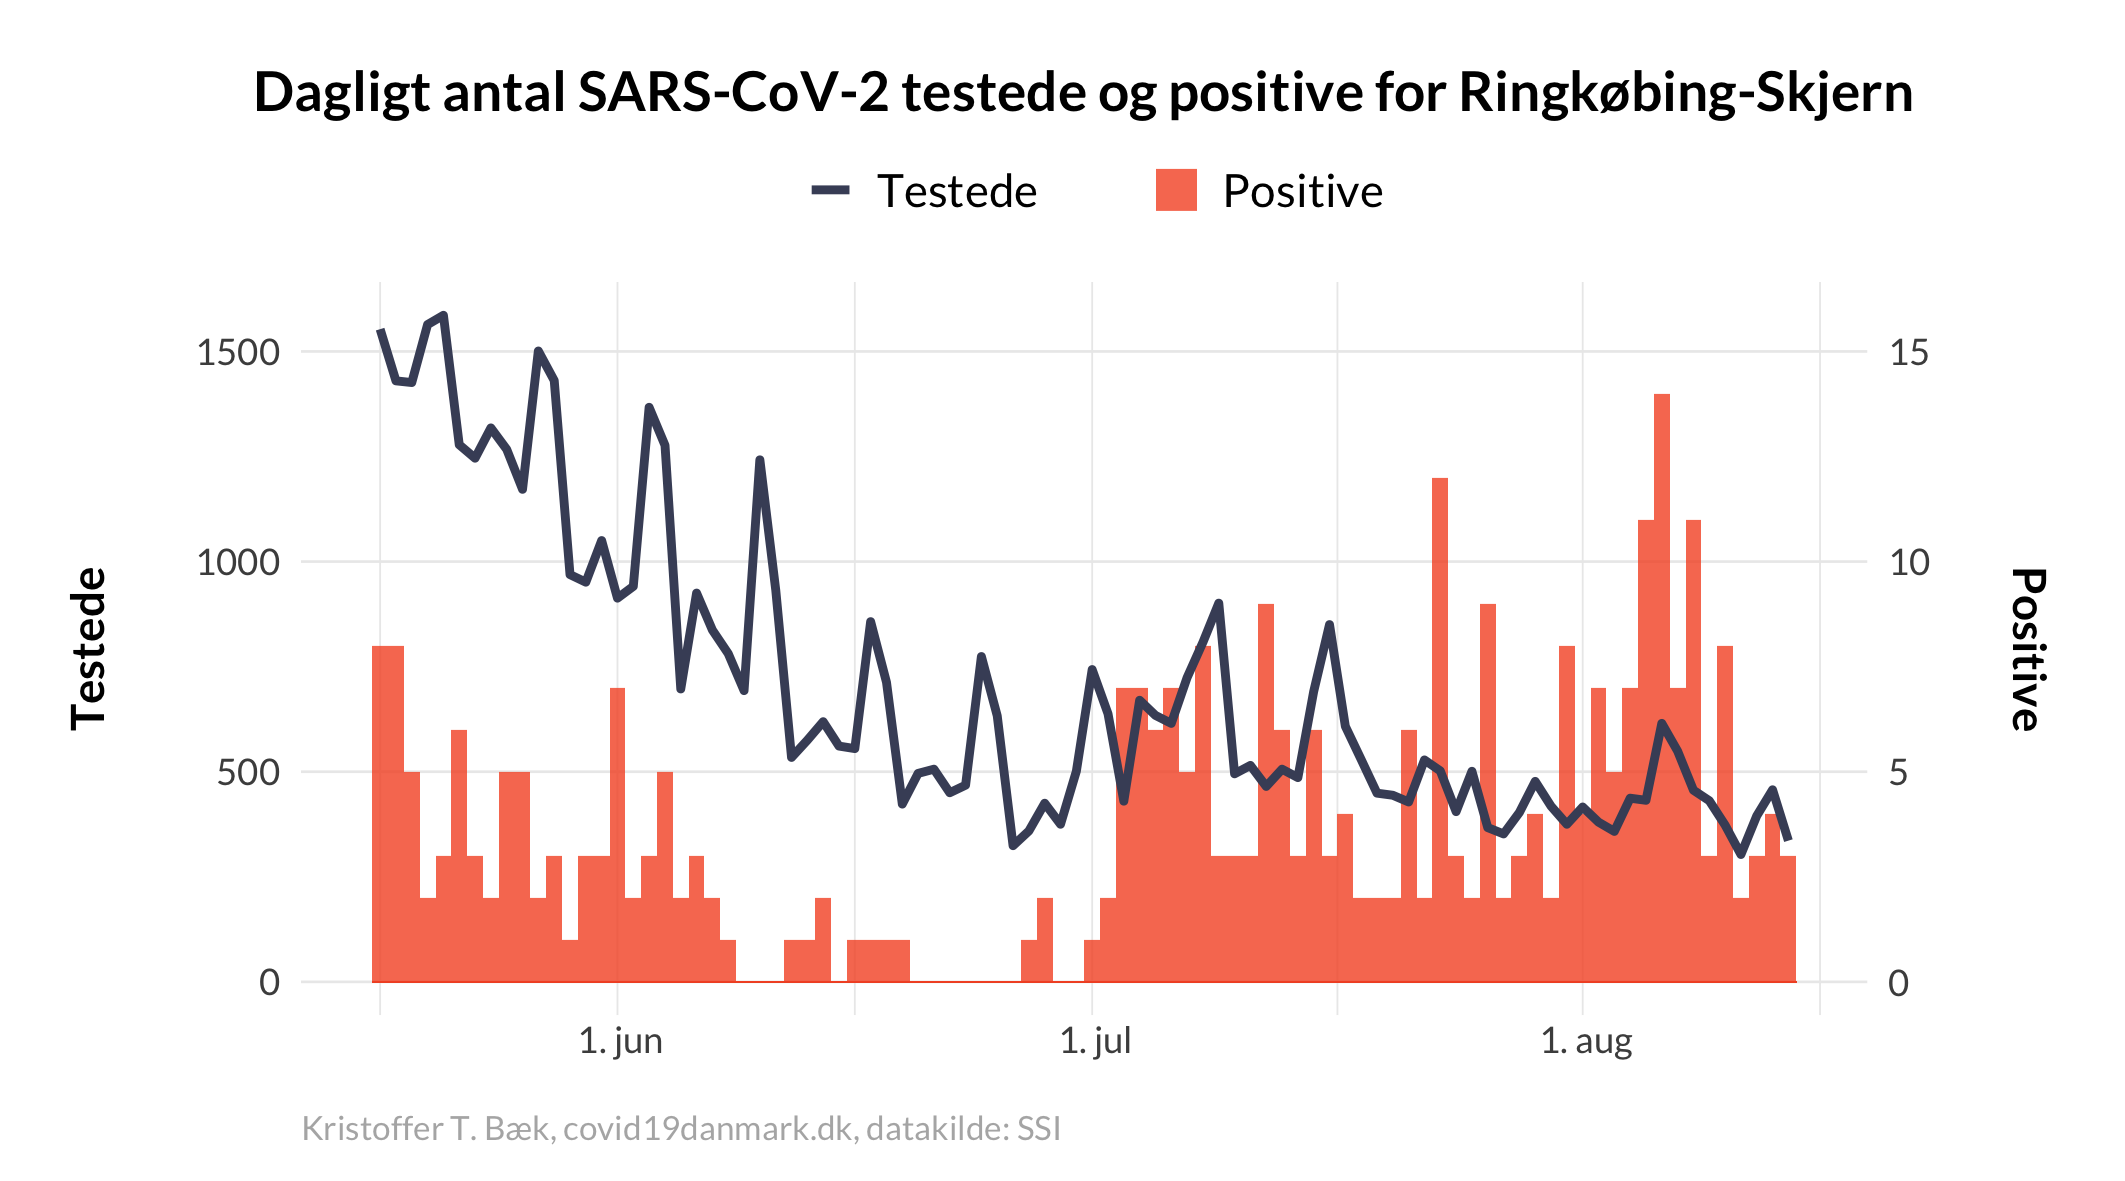 Dagligt antal SARS-CoV-2 testede og positive for Ringkøbing-Skjern
Testede Positive
1500 15
1000 10
500 5
0 0
Testede
Positive
1. jun 1. jul 1. aug
Kristoffer T. Bæk, covid19danmark.dk, datakilde: SSI